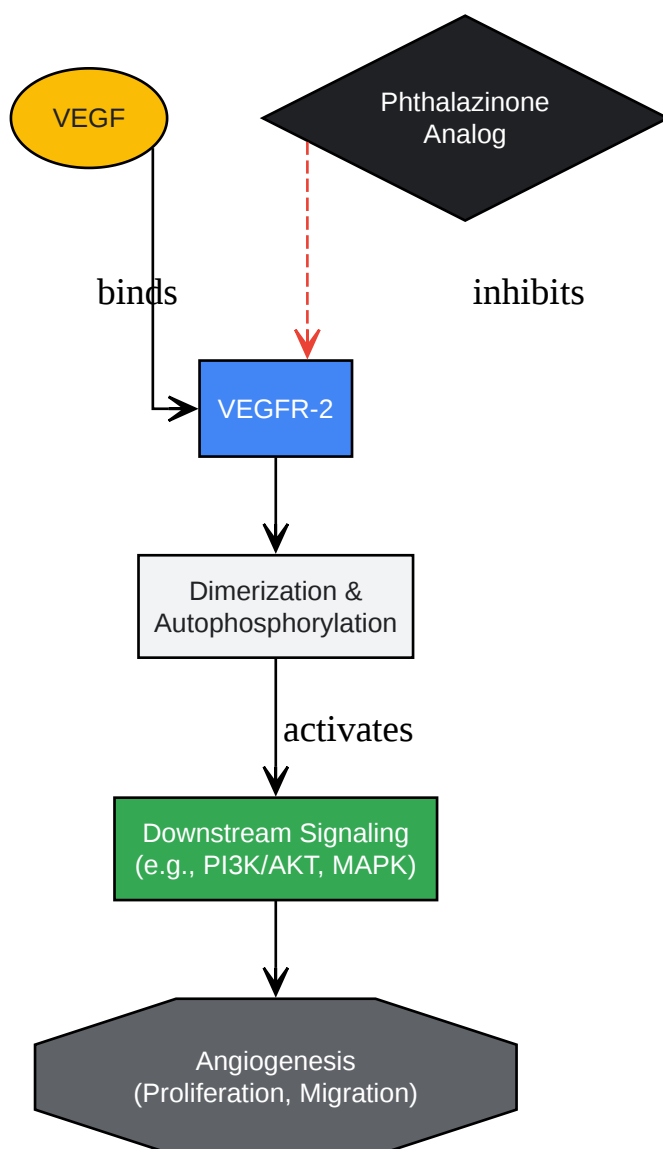 VEGF
Phthalazinone
Analog
binds
inhibits
VEGFR-2
Dimerization &
Autophosphorylation
activates
Downstream Signaling
(e.g., PI3K/AKT, MAPK)
Angiogenesis
(Proliferation, Migration)